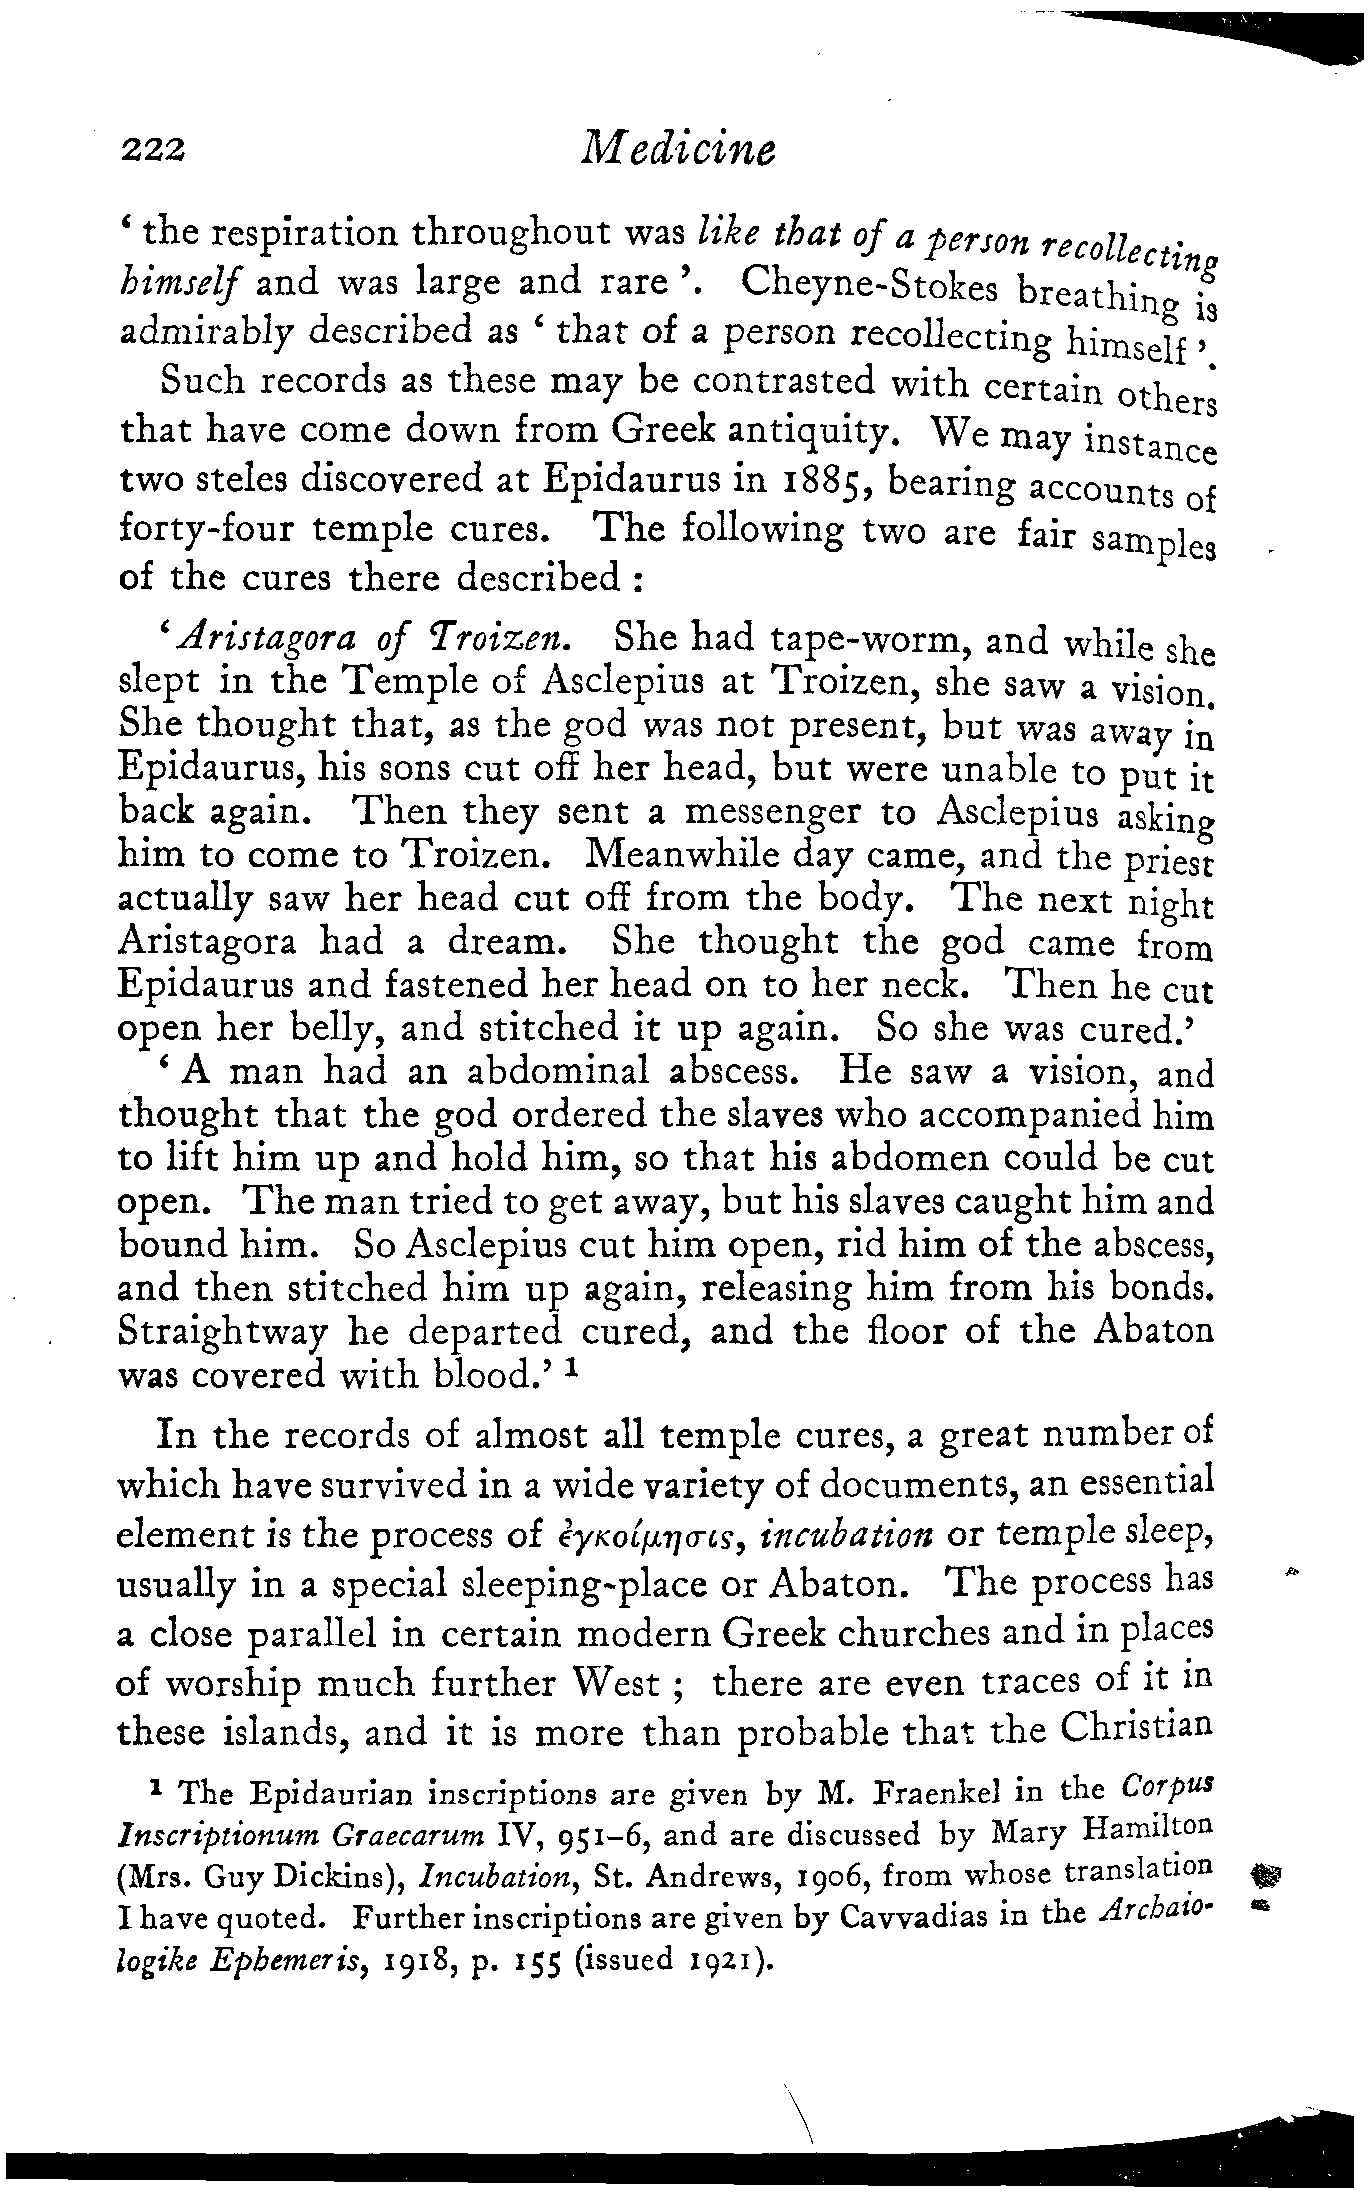 222 Medicine
‘ the respiration throughout was like that of a person recollecting
himself and was large and rare ’. Cheyne-Stokes breathing is
admirably described as ‘ that of a person recollecting himself ’.
Such records as these may be contrasted with certain others
that have come down from Greek antiquity. We may instance
two steles discovered at Epidaurus in 1885, bearing accounts of
forty-four temple cures. The following two are fair samples
of the cures there described :
‘ Aristagora of Troizen. She had tape-worm, and while she
slept in the Temple of Asclepius at Troizen, she saw a vision.
She thought that, as the god was not present, but was away in
Epidaurus, his sons cut off her head, but were unable to put it
back again. Then they sent a messenger to Asclepius asking
him to come to Troizen. Meanwhile day came, and the priest
actually saw her head cut off from the body. The next night
Aristagora had a dream. She thought the god came from
Epidaurus and fastened her head on to her neck. Then he cut
open her belly, and stitched it up again. So she was cured.’
‘ A man had an abdominal abscess. He saw a vision, and
thought that the god ordered the slaves who accompanied him
to lift him up and hold him, so that his abdomen could be cut
open. The man tried to get away, but his slaves caught him and
bound him. So Asclepius cut him open, rid him of the abscess,
and then stitched him up again, releasing him from his bonds.
Straightway he departed cured, and the floor of the Abaton
was covered with blood.’ ¹
In the records of almost all temple cures, a great number of
which have survived in a wide variety of documents, an essential
element is the process of ἐγκοίμησις, incubation or temple sleep,
usually in a special sleeping-place or Abaton. The process has
a close parallel in certain modern Greek churches and in places
of worship much further West ; there are even traces of it in
these islands, and it is more than probable that the Christian
¹ The Epidaurian inscriptions are given by M. Fraenkel in the Corpus
Inscriptionum Graecarum IV, 951–6, and are discussed by Mary Hamilton
(Mrs. Guy Dickins), Incubation, St. Andrews, 1906, from whose translation
I have quoted. Further inscriptions are given by Cavvadias in the Archaio-
logike Ephemeris, 1918, p. 155 (issued 1921).